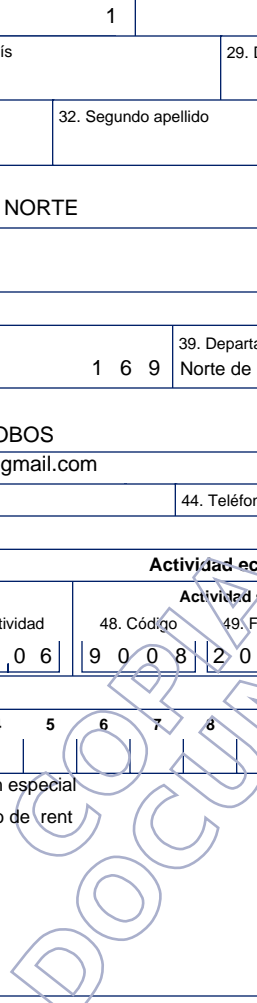 1
ís 29. D
32. Segundo apellido
NORTE
39. Departa
1 6 9 Norte de
OBOS
gmail.com
44. Teléfon
Actividad ec
Actividad
tividad 48. Código 49. F
0 6 9 0 0 8 2 0
5 6 7 8
n especial
o de rent
COPIA
DOCUM